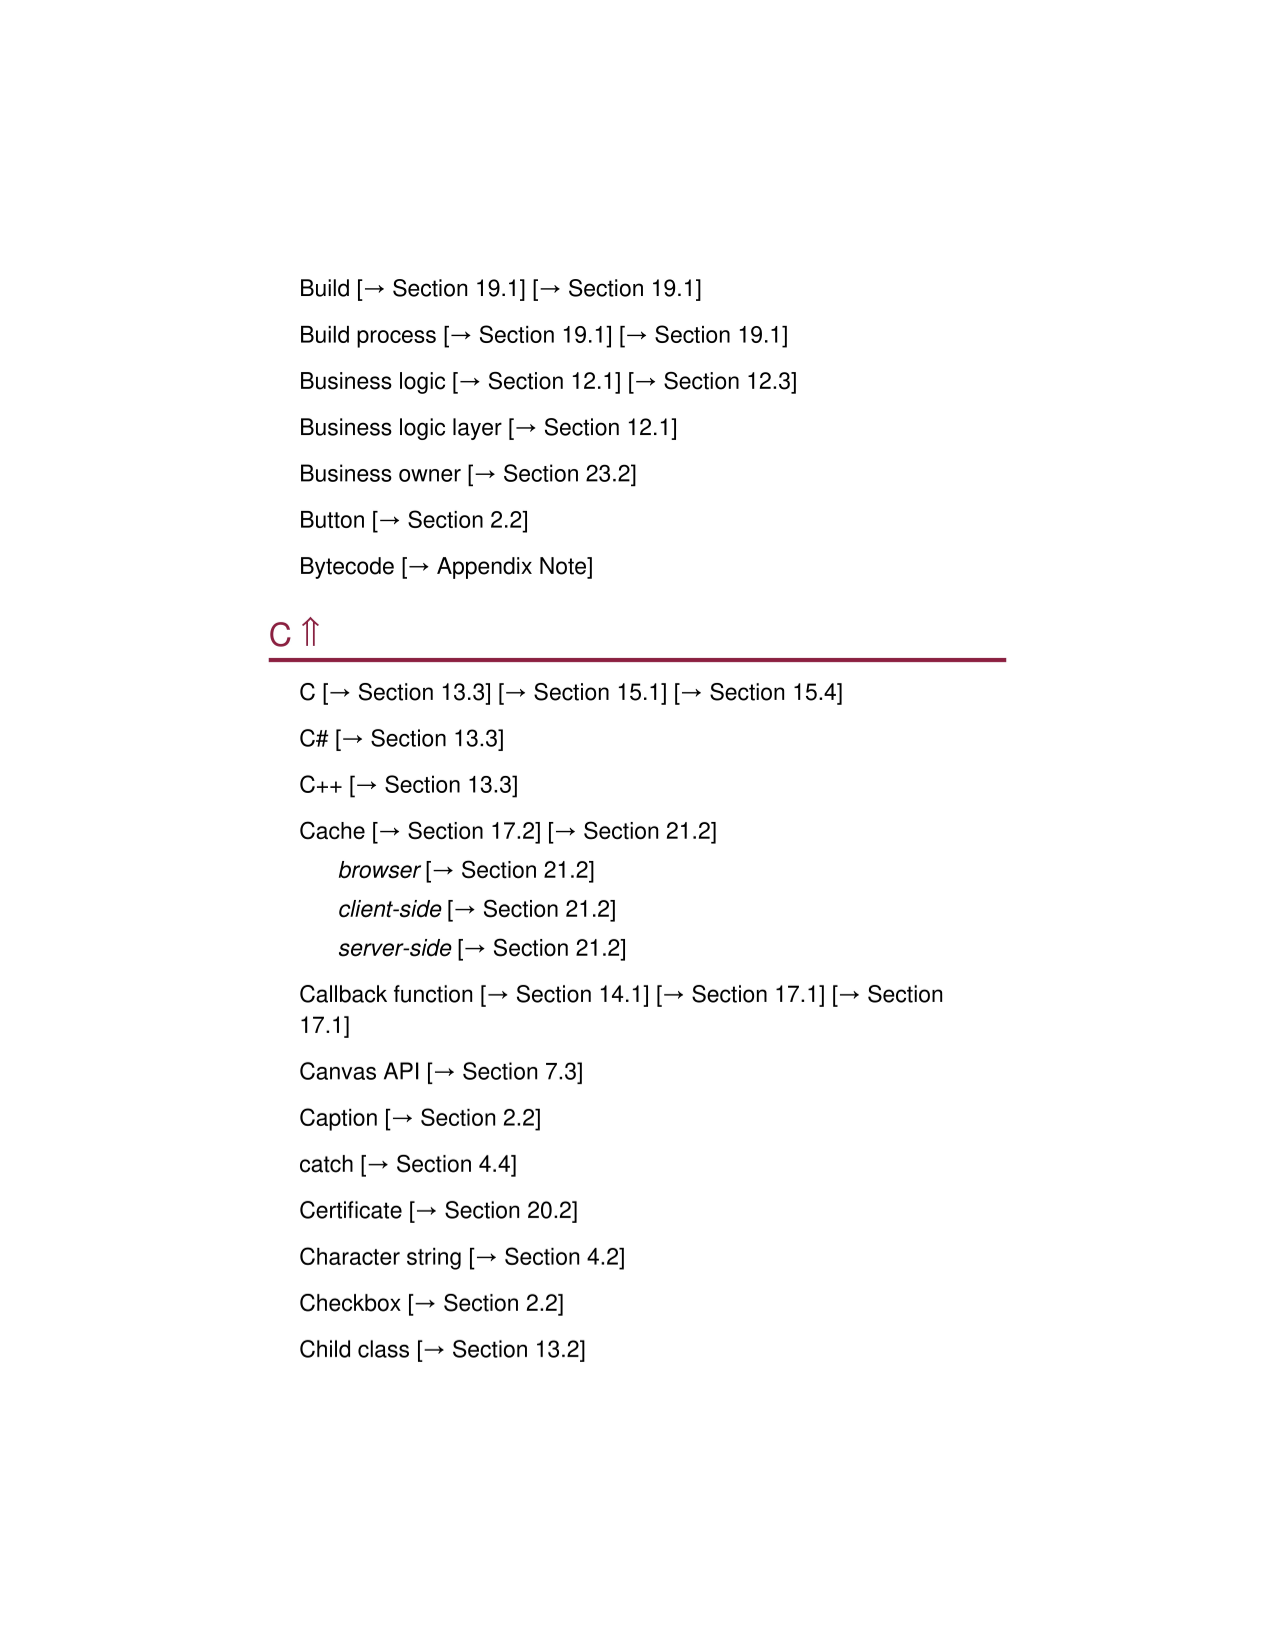 Build [→ Section 19.1] [→ Section 19.1]
Build process [→ Section 19.1] [→ Section 19.1]
Business logic [→ Section 12.1] [→ Section 12.3]
Business logic layer [→ Section 12.1]
Business owner [→ Section 23.2]
Button [→ Section 2.2]
Bytecode [→ Appendix Note]
C ⇑
C [→ Section 13.3] [→ Section 15.1] [→ Section 15.4]
C# [→ Section 13.3]
C++ [→ Section 13.3]
Cache [→ Section 17.2] [→ Section 21.2]
browser [→ Section 21.2]
client-side [→ Section 21.2]
server-side [→ Section 21.2]
Callback function [→ Section 14.1] [→ Section 17.1] [→ Section
17.1]
Canvas API [→ Section 7.3]
Caption [→ Section 2.2]
catch [→ Section 4.4]
Certificate [→ Section 20.2]
Character string [→ Section 4.2]
Checkbox [→ Section 2.2]
Child class [→ Section 13.2]